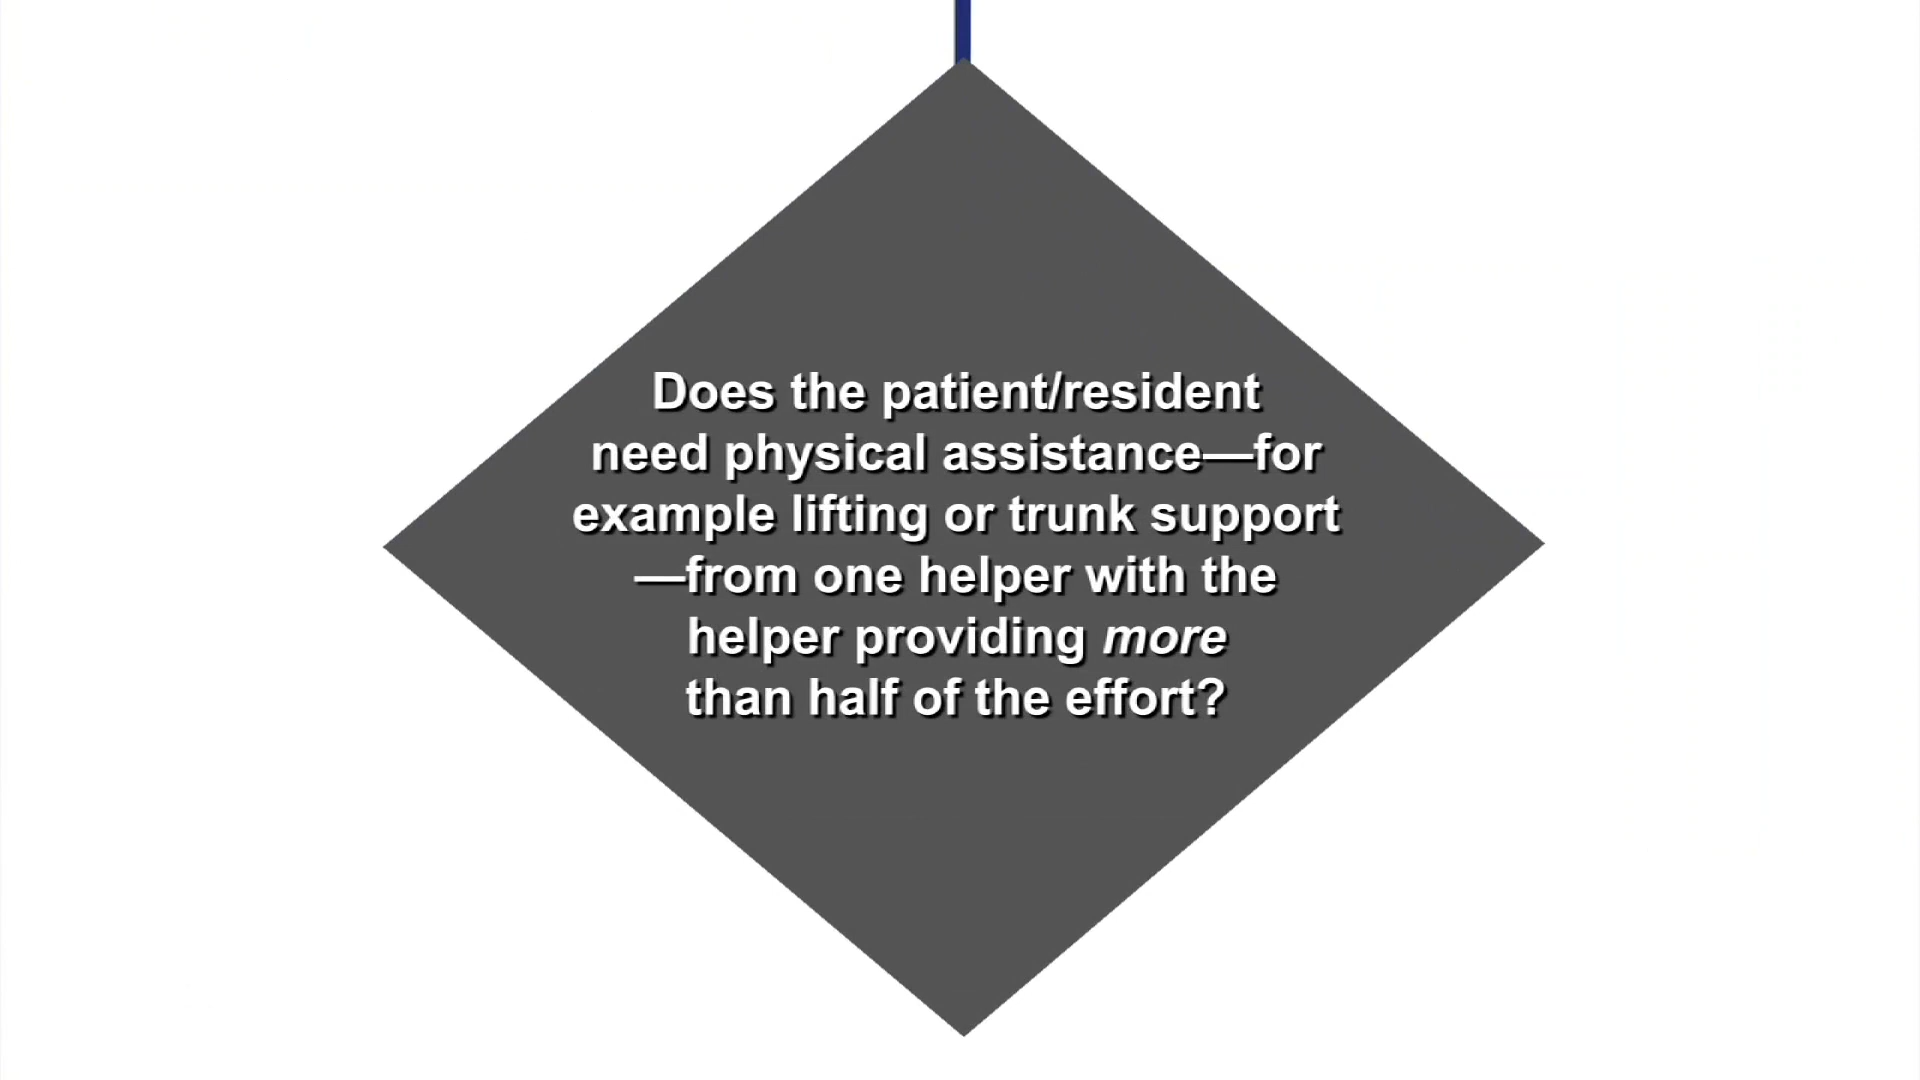 Does the patient/resident
need physical assistance—for
example lifting or trunk support
—from one helper with the
helper providing more
than half of the effort?